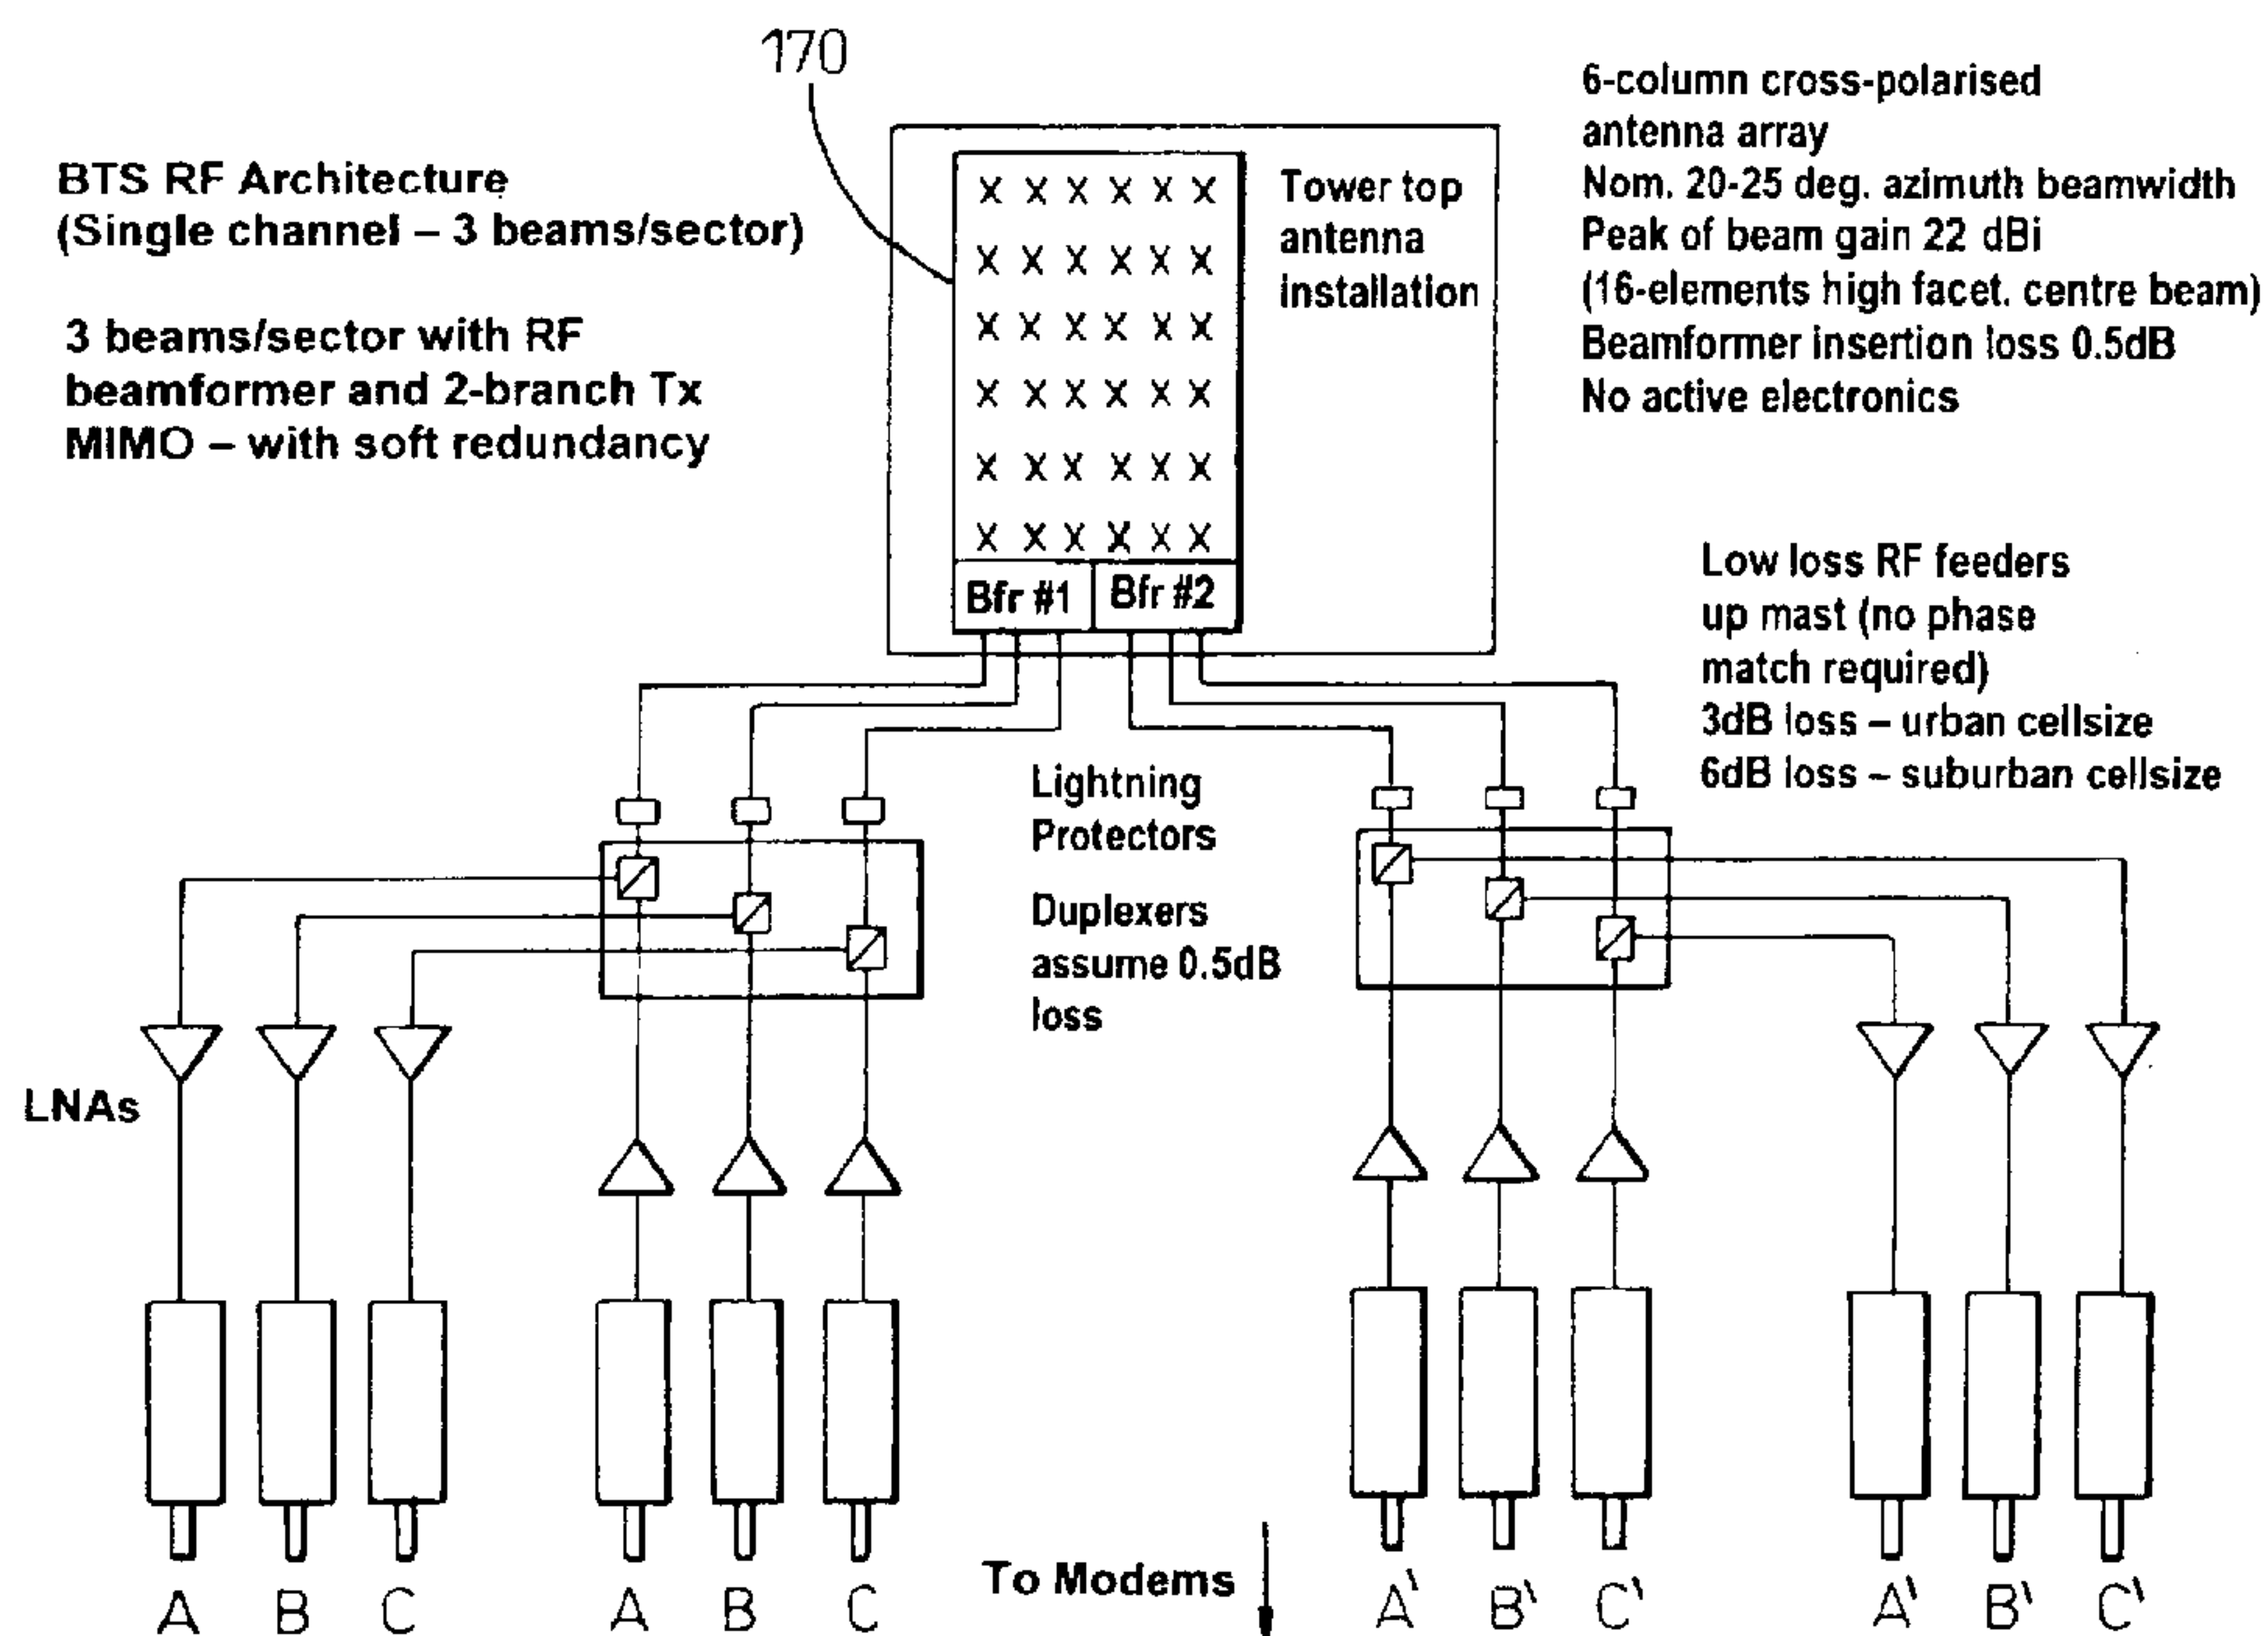 170
BTS RF Architecture
(Single channel – 3 beams/sector)
3 beams/sector with RF
beamformer and 2-branch Tx
MIMO – with soft redundancy
Tower top
antenna
installation
6-column cross-polarised
antenna array
Nom. 20-25 deg. azimuth beamwidth
Peak of beam gain 22 dBi
(16-elements high facet. centre beam)
Beamformer insertion loss 0.5dB
No active electronics
X X X X X X
X X X X X X
X X X X X X
X X X X X X
X X X X X X
X X X X X X
Bfr #1 Bfr #2
Low loss RF feeders
up mast (no phase
match required)
3dB loss – urban cellsize
6dB loss – suburban cellsize
Lightning
Protectors
Duplexers
assume 0.5dB
loss
LNAs
To Modems
A B C A B C A' B' C' A' B' C'